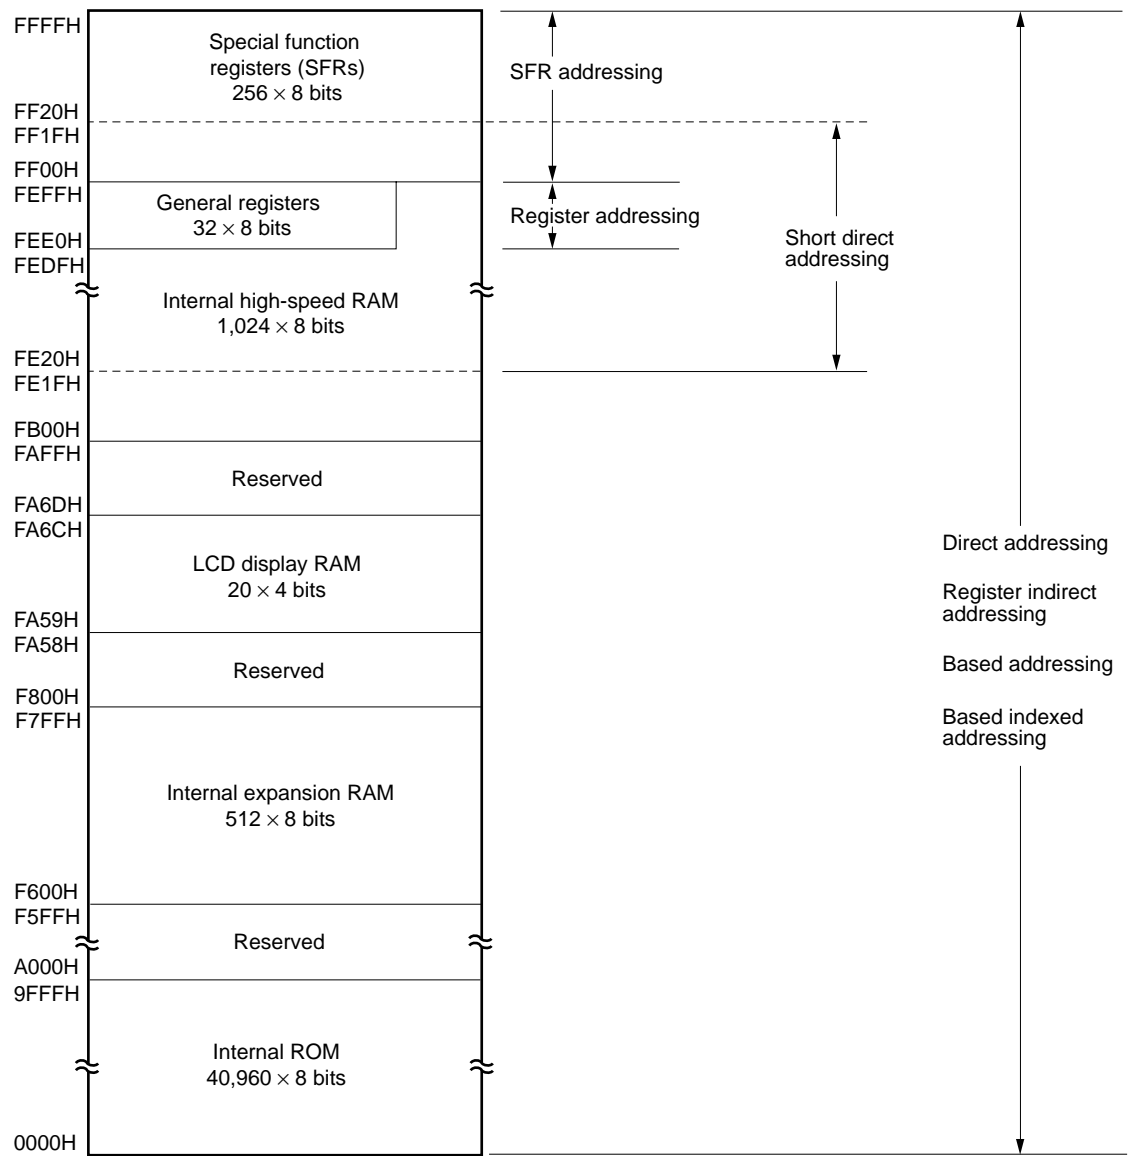 FFFFH
Special function
registers (SFRs)
256 × 8 bits
SFR addressing
FF20H
FF1FH
FF00H
FEFFH
General registers
32 × 8 bits
Register addressing
FEE0H
FEDFH
Short direct
addressing
Internal high-speed RAM
1,024 × 8 bits
FE20H
FE1FH
FB00H
FAFFH
Reserved
FA6DH
FA6CH
LCD display RAM
20 × 4 bits
FA59H
FA58H
Reserved
F800H
F7FFH
Direct addressing
Register indirect
addressing
Based addressing
Based indexed
addressing
Internal expansion RAM
512 × 8 bits
F600H
F5FFH
Reserved
A000H
9FFFH
Internal ROM
40,960 × 8 bits
0000H